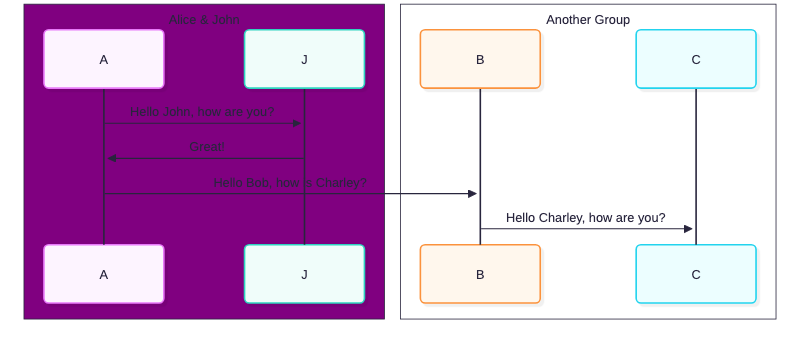 Alice & John
Another Group
A
J
B
C
Hello John, how are you?
Great!
Hello Bob, how is Charley?
Hello Charley, how are you?
A
J
B
C